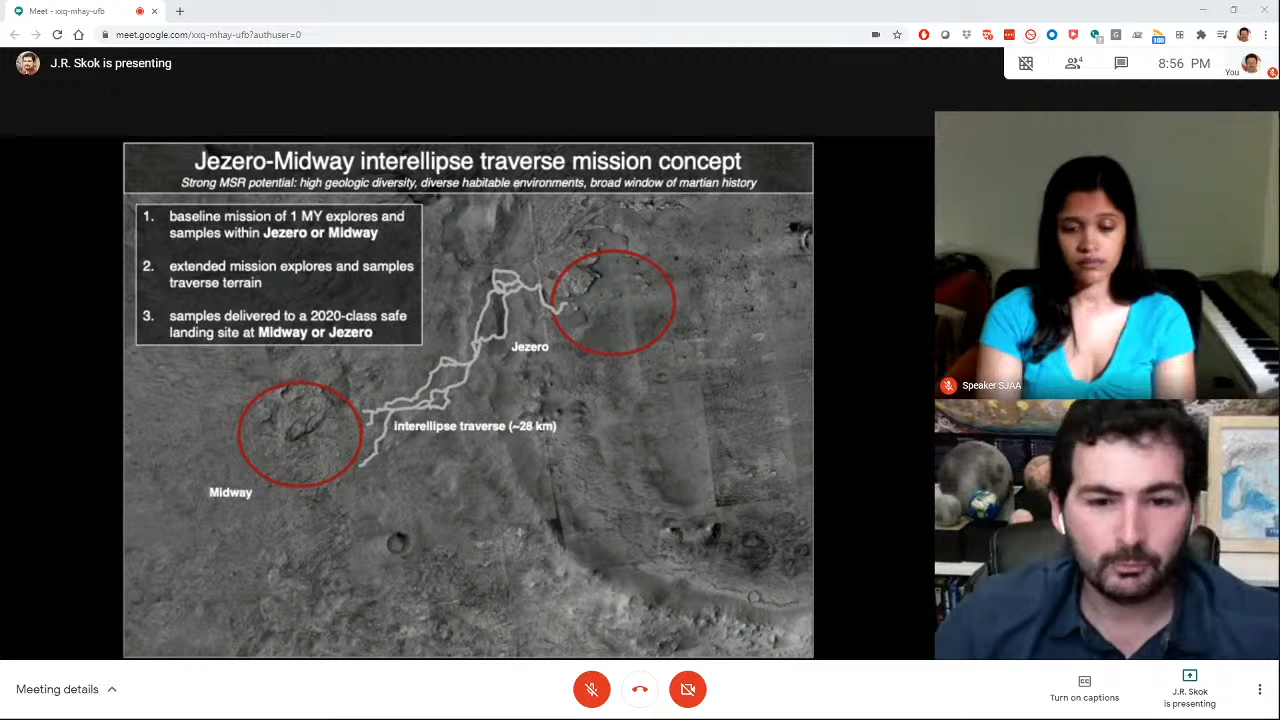 Meet - xxq-mhay-ufb
meet.google.com/xxq-mhay-ufb?authuser=0
100
J.R. Skok is presenting
4
8:56 PM
You
Jezero-Midway interellipse traverse mission concept
Strong MSR potential: high geologic diversity, diverse habitable environments, broad window of martian history
1. baseline mission of 1 MY explores and
samples within Jezero or Midway
2. extended mission explores and samples
traverse terrain
3. samples delivered to a 2020-class safe
landing site at Midway or Jezero
Jezero
interellipse traverse (~28 km)
Midway
Speaker SJAA
Meeting details
Turn on captions
J.R. Skok
is presenting